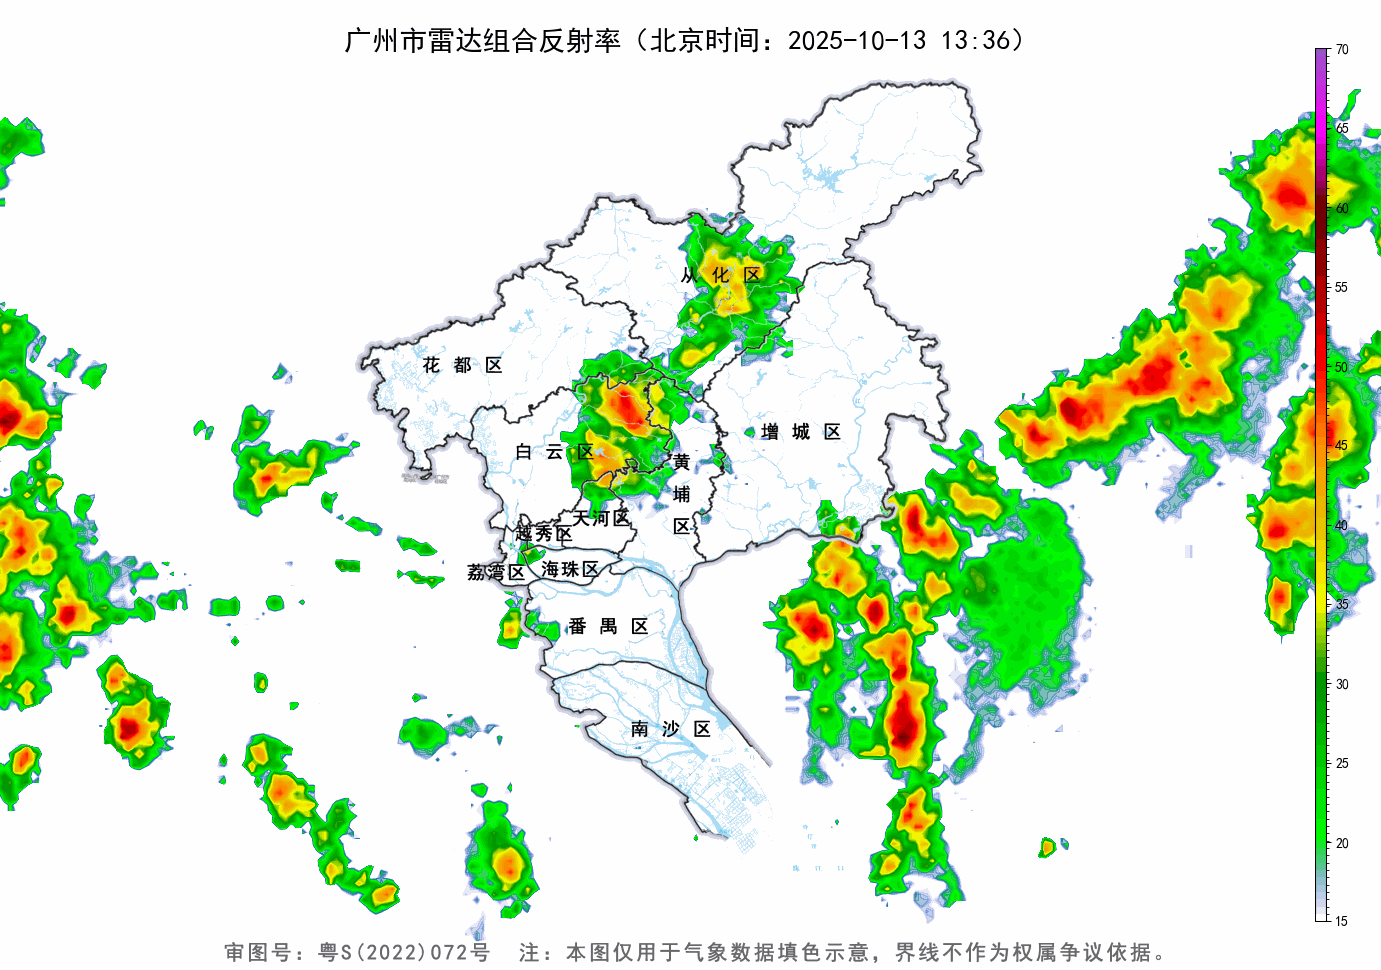 广州市雷达组合反射率（北京时间：2025-10-13 13:36）
70
65
60
55
50
45
40
35
30
25
20
15
从化区
花都区
增城区
白云区
黄埔区
天河区
越秀区
荔湾区
海珠区
番禺区
南沙区
审图号：粤S(2022)072号 注：本图仅用于气象数据填色示意，界线不作为权属争议依据。